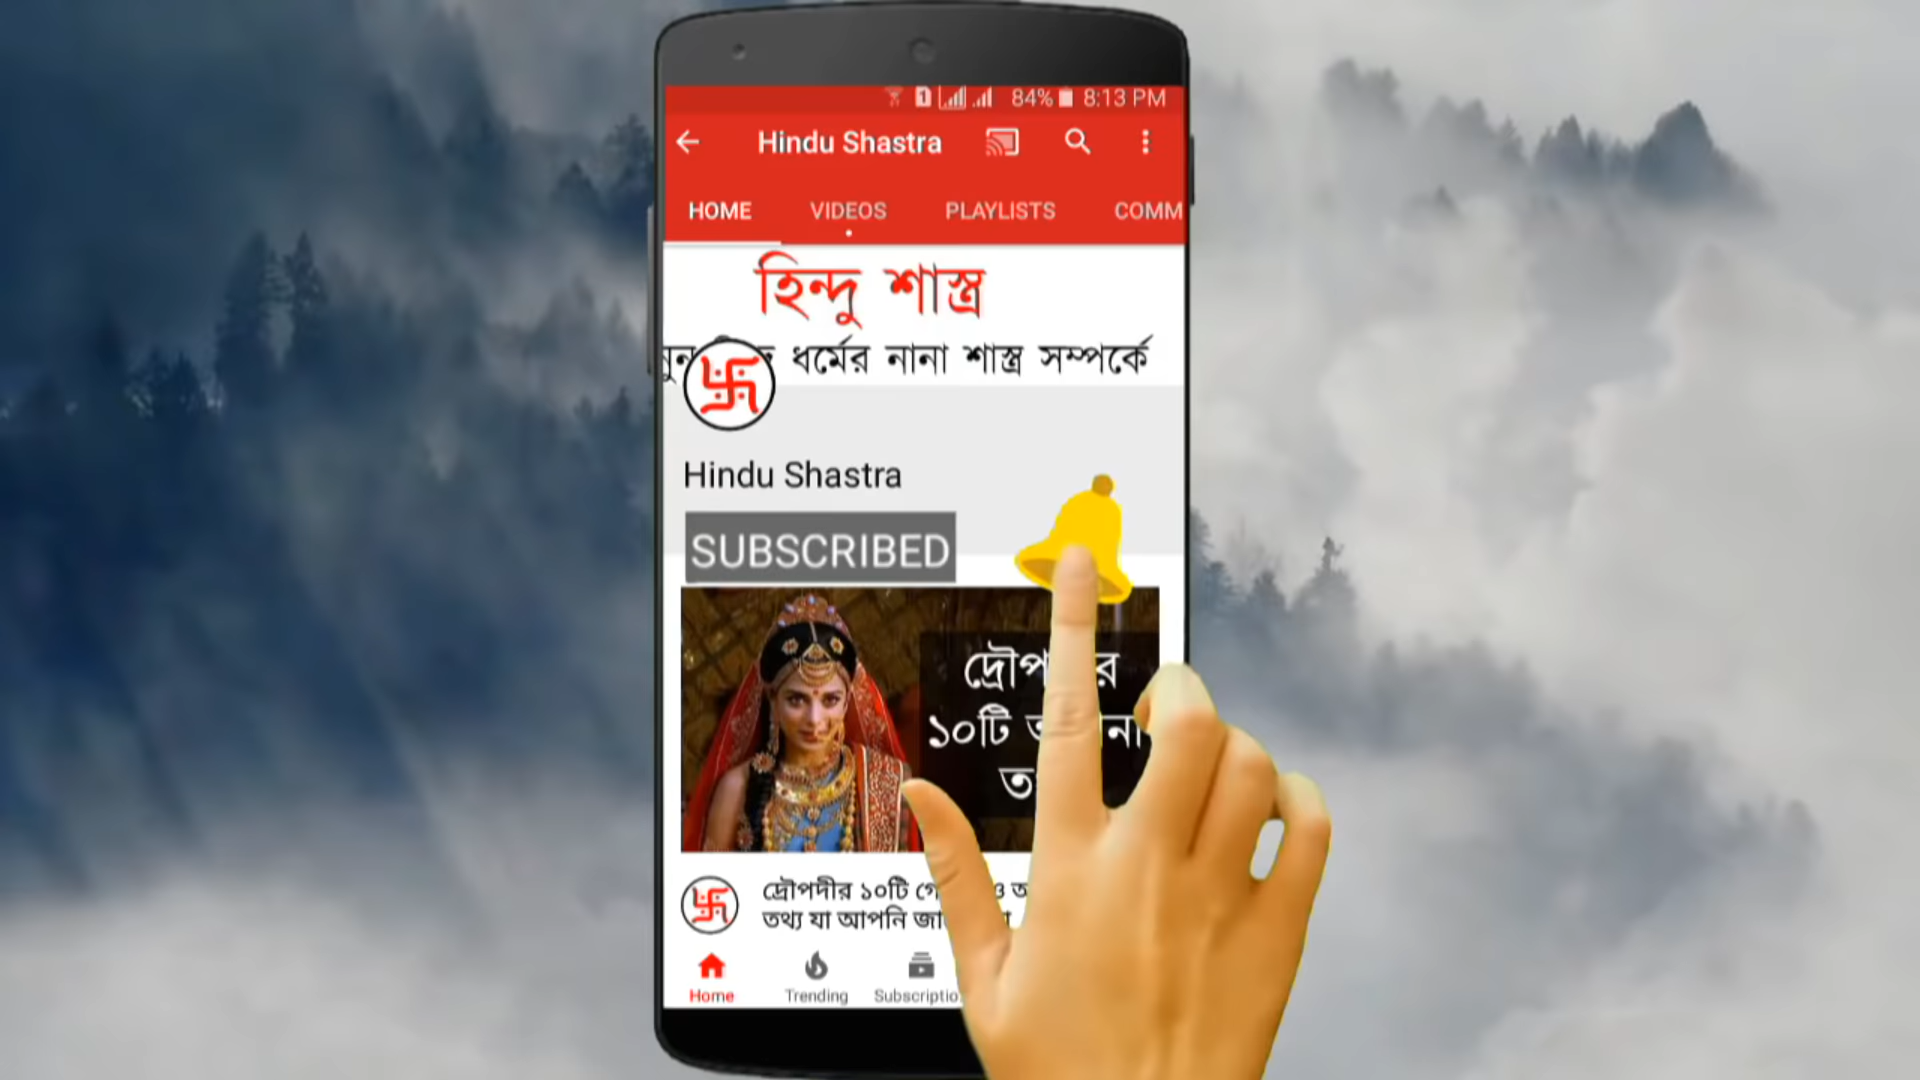 84% 8:13 PM
Hindu Shastra
HOME VIDEOS PLAYLISTS COMM
হিন্দু শাস্ত্র
ধর্মের নানা শাস্ত্র সম্পর্কে
Hindu Shastra
SUBSCRIBED
১০টি
দ্রৌপদীর ১০টি
তথ্য যা আপনি
Home Trending Subscriptio